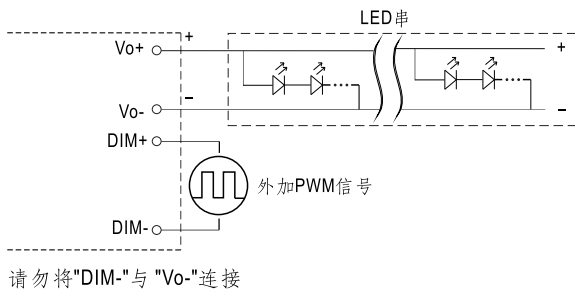 LED串
Vo+
+
+
Vo-
−
−
DIM+
外加PWM信号
DIM-
请勿将"DIM-"与 "Vo-"连接